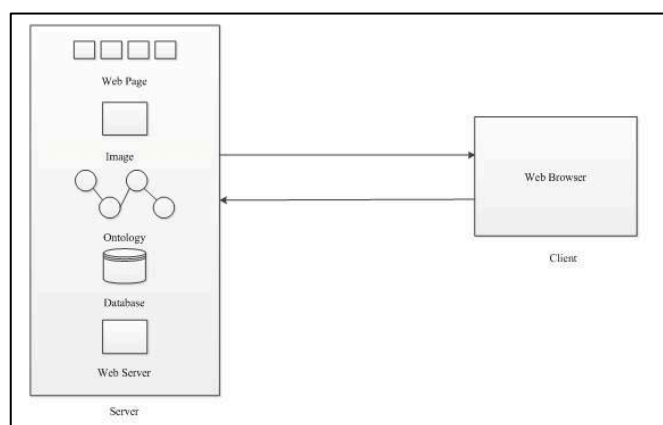 Web Page
Image
Web Browser
Ontology
Client
Database
Web Server
Server